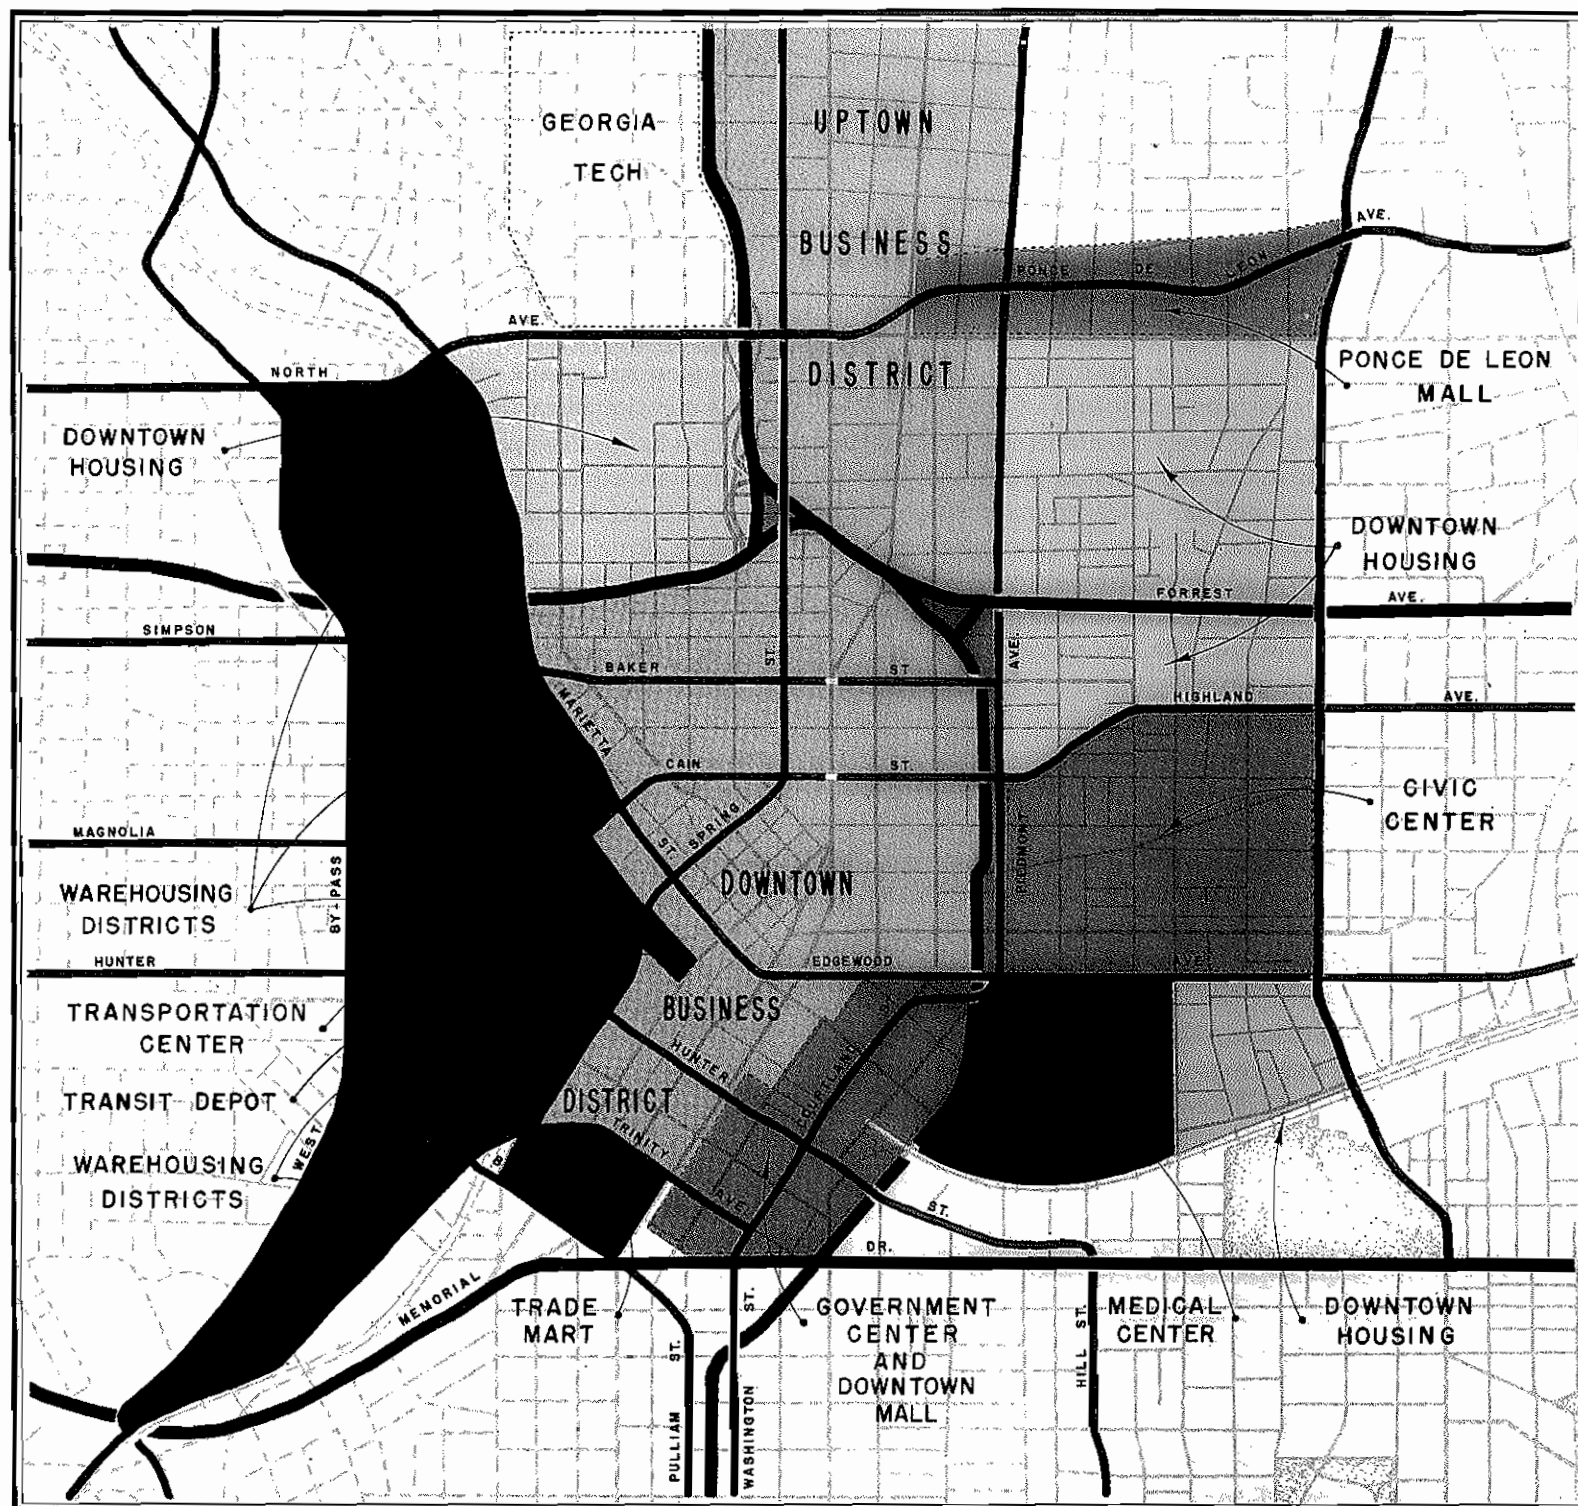 GEORGIA
TECH
UPTOWN
BUSINESS
DISTRICT
AVE.
PONCE DE LEON
AVE.
NORTH
PONCE DE LEON
MALL
DOWNTOWN
HOUSING
DOWNTOWN
HOUSING
FORREST
AVE.
SIMPSON
BAKER
ST.
ST
AVE.
MARIETTA
HIGHLAND
AVE.
CAIN
ST.
SPRING
ST.
CIVIC
CENTER
MAGNOLIA
BY-PASS
PIEDMONT
WAREHOUSING
DISTRICTS
DOWNTOWN
HUNTER
EDGEWOOD
AVE.
TRANSPORTATION
CENTER
BUSINESS
HUNTER
COURTLAND
TRANSIT DEPOT
DISTRICT
TRINITY
WEST
WAREHOUSING
DISTRICTS
AVE.
ST.
DR.
MEMORIAL
TRADE
MART
ST.
ST.
GOVERNMENT
CENTER
AND
DOWNTOWN
MALL
HILL ST.
MEDICAL
CENTER
DOWNTOWN
HOUSING
PULLIAM
WASHINGTON